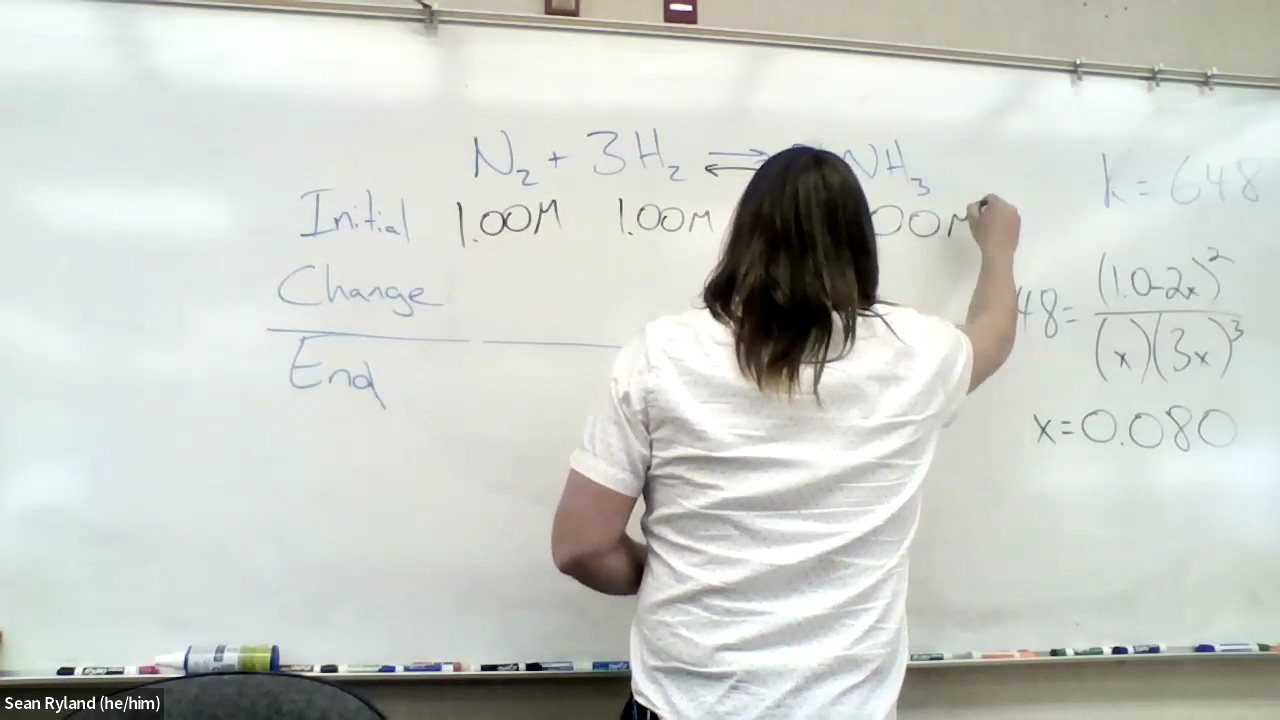 N₂ + 3H₂ ⇌ NH₃
Initial 1.00M 1.00M 00M
Change
End
k = 648
48 = (1.0-2x)² / (x)(3x)³
x = 0.080
Sean Ryland (he/him)